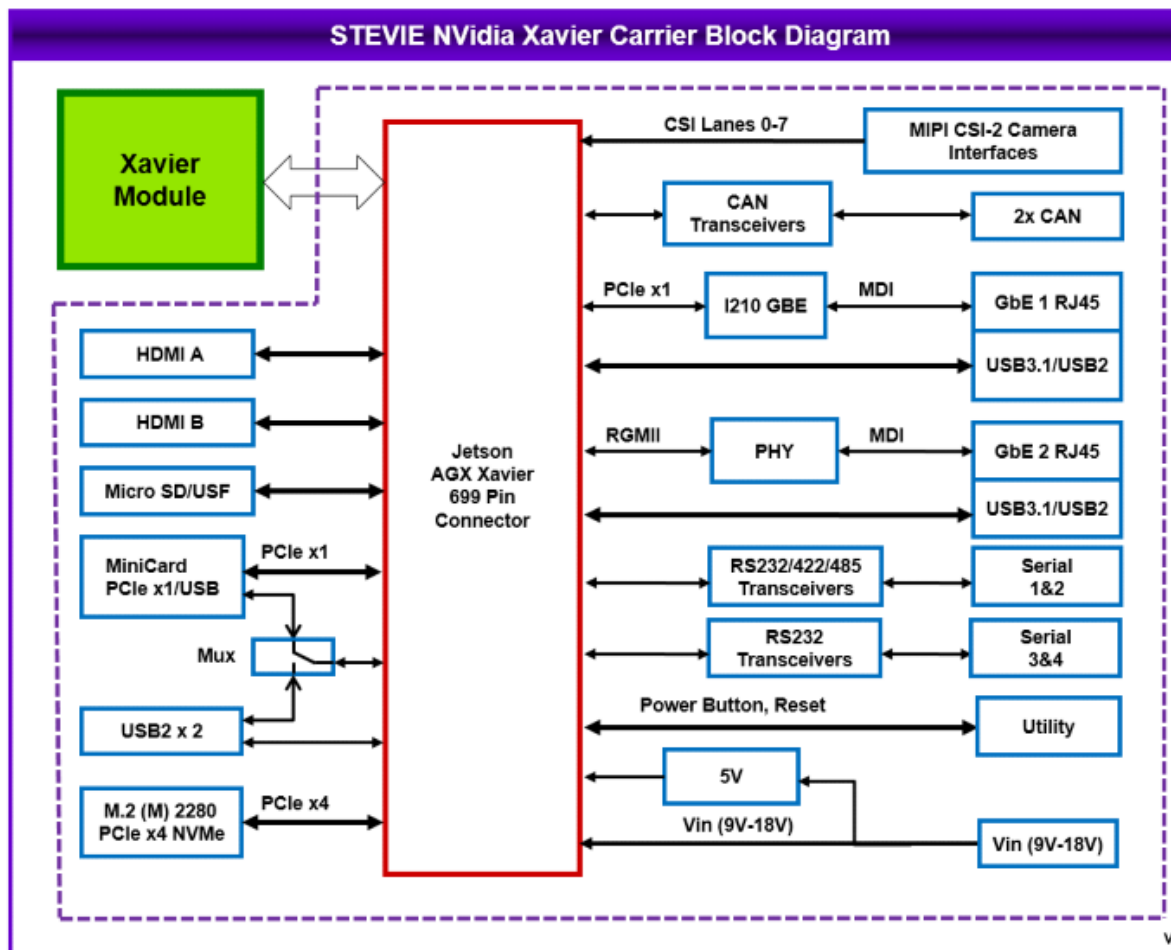 STEVIE NVidia Xavier Carrier Block Diagram
Xavier
Module
CSI Lanes 0-7
MIPI CSI-2 Camera
Interfaces
CAN
Transceivers
2x CAN
PCIe x1
I210 GBE
MDI
GbE 1 RJ45
USB3.1/USB2
HDMI A
HDMI B
Micro SD/USF
MiniCard
PCIe x1/USB
PCIe x1
Mux
USB2 x 2
M.2 (M) 2280
PCIe x4 NVMe
PCIe x4
Jetson
AGX Xavier
699 Pin
Connector
RGMII
PHY
MDI
GbE 2 RJ45
USB3.1/USB2
RS232/422/485
Transceivers
Serial
1&2
RS232
Transceivers
Serial
3&4
Power Button, Reset
Utility
5V
Vin (9V-18V)
Vin (9V-18V)